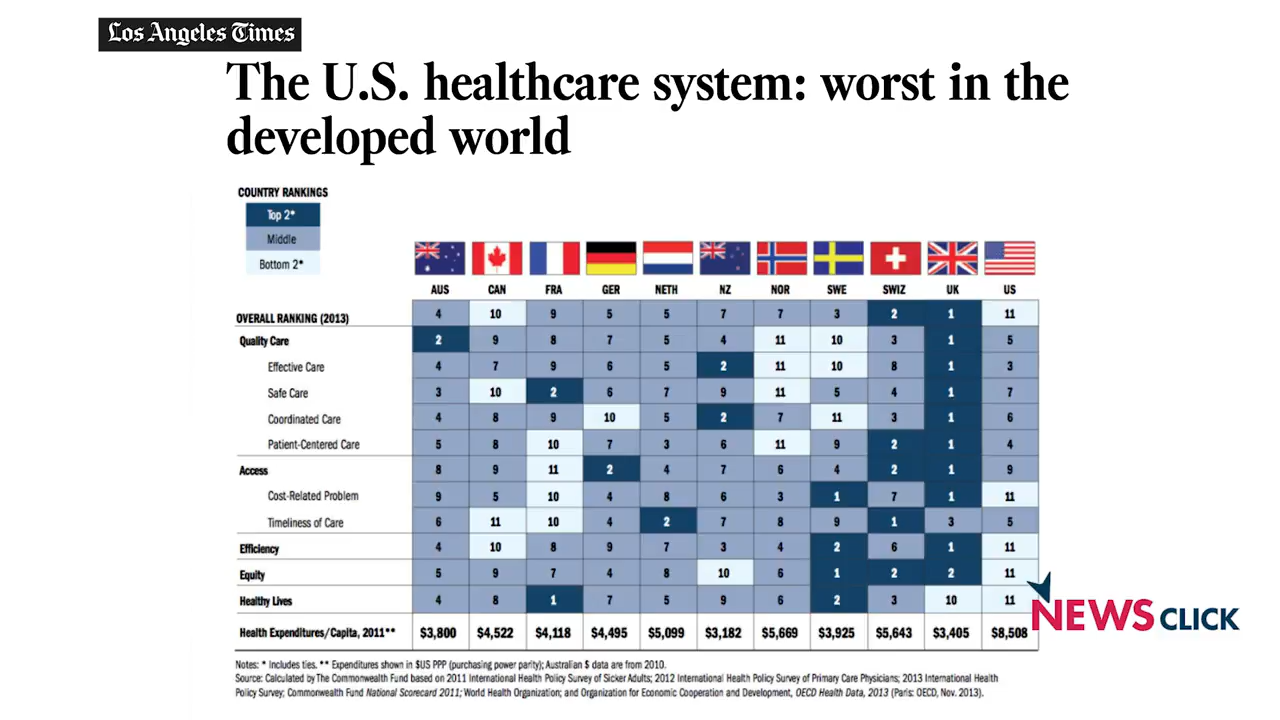 Los Angeles Times
The U.S. healthcare system: worst in the
developed world
COUNTRY RANKINGS
Top 2*
Middle
Bottom 2*
AUS CAN FRA GER NETH NZ NOR SWE SWIZ UK US
OVERALL RANKING (2013) 4 10 9 5 5 7 7 3 2 1 11
Quality Care 2 9 8 7 5 4 11 10 3 1 5
Effective Care 4 7 9 6 5 2 11 10 8 1 3
Safe Care 3 10 2 6 7 9 11 5 4 1 7
Coordinated Care 4 8 9 10 5 2 7 11 3 1 6
Patient-Centered Care 5 8 10 7 3 6 11 9 2 1 4
Access 8 9 11 2 4 7 6 4 2 1 9
Cost-Related Problem 9 5 10 4 8 6 3 1 7 1 11
Timeliness of Care 6 11 10 4 2 7 8 9 1 3 5
Efficiency 4 10 8 9 7 3 4 2 6 1 11
Equity 5 9 7 4 8 10 6 1 2 2 11
Healthy Lives 4 8 1 7 5 9 6 2 3 10 11
Health Expenditures/Capita, 2011** $3,800 $4,522 $4,118 $4,495 $5,099 $3,182 $5,669 $3,925 $5,643 $3,405 $8,508
NEWSCLICK
Notes: * Includes ties. ** Expenditures shown in $US PPP (purchasing power parity); Australian $ data are from 2010.
Source: Calculated by The Commonwealth Fund based on 2011 International Health Policy Survey of Sicker Adults; 2012 International Health Policy Survey of Primary Care Physicians; 2013 International Health
Policy Survey; Commonwealth Fund National Scorecard 2011; World Health Organization; and Organization for Economic Cooperation and Development, OECD Health Data, 2013 (Paris: OECD, Nov. 2013).